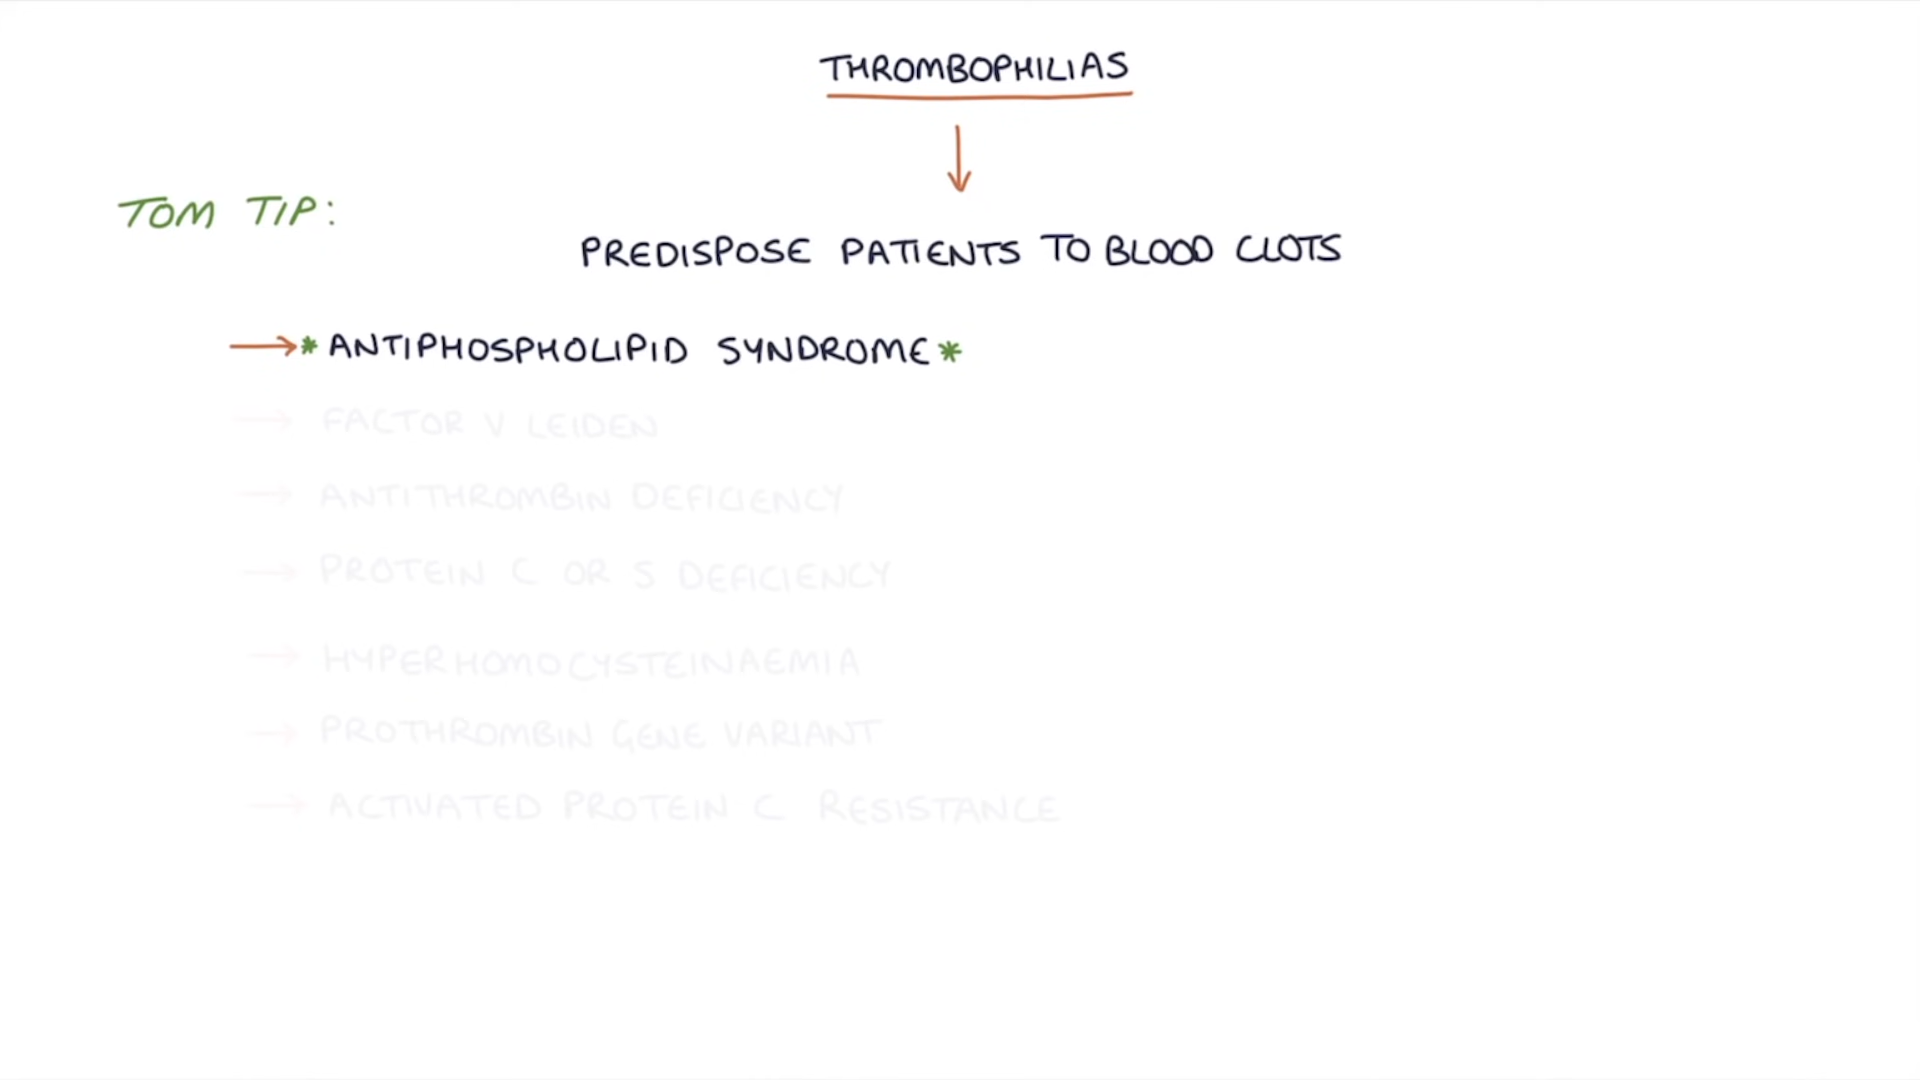 THROMBOPHILIAS
TOM TIP:
PREDISPOSE PATIENTS TO BLOOD CLOTS
→ * ANTIPHOSPHOLIPID SYNDROME *
→ FACTOR V LEIDEN
→ ANTITHROMBIN DEFICIENCY
→ PROTEIN C OR S DEFICIENCY
→ HYPERHOMOCYSTEINAEMIA
→ PROTHROMBIN GENE VARIANT
→ ACTIVATED PROTEIN C RESISTANCE